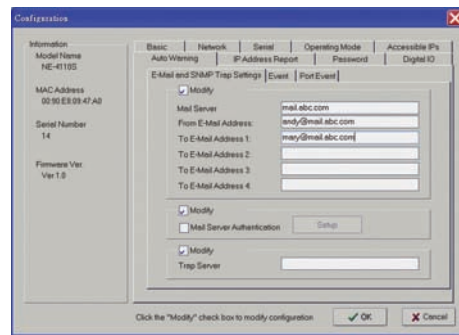 Configuration
Information
Model Name
NE-4110S
MAC Address
00:90:E8:09:47:A0
Serial Number
14
Firmware Ver.
Ver 1.0
Basic Network Serial Operating Mode Accessible IPs
Auto Warning IP Address Report Password Digital IO
E-Mail and SNMP Trap Settings Event Port Event
Modify
Mail Server mail.abc.com
From E-Mail Address: andy@mail.abc.com
To E-Mail Address 1: mary@mail.abc.com
To E-Mail Address 2:
To E-Mail Address 3:
To E-Mail Address 4:
Modify
Mail Server Authentication Setup
Modify
Trap Server
Click the "Modify" check box to modify configuration OK Cancel